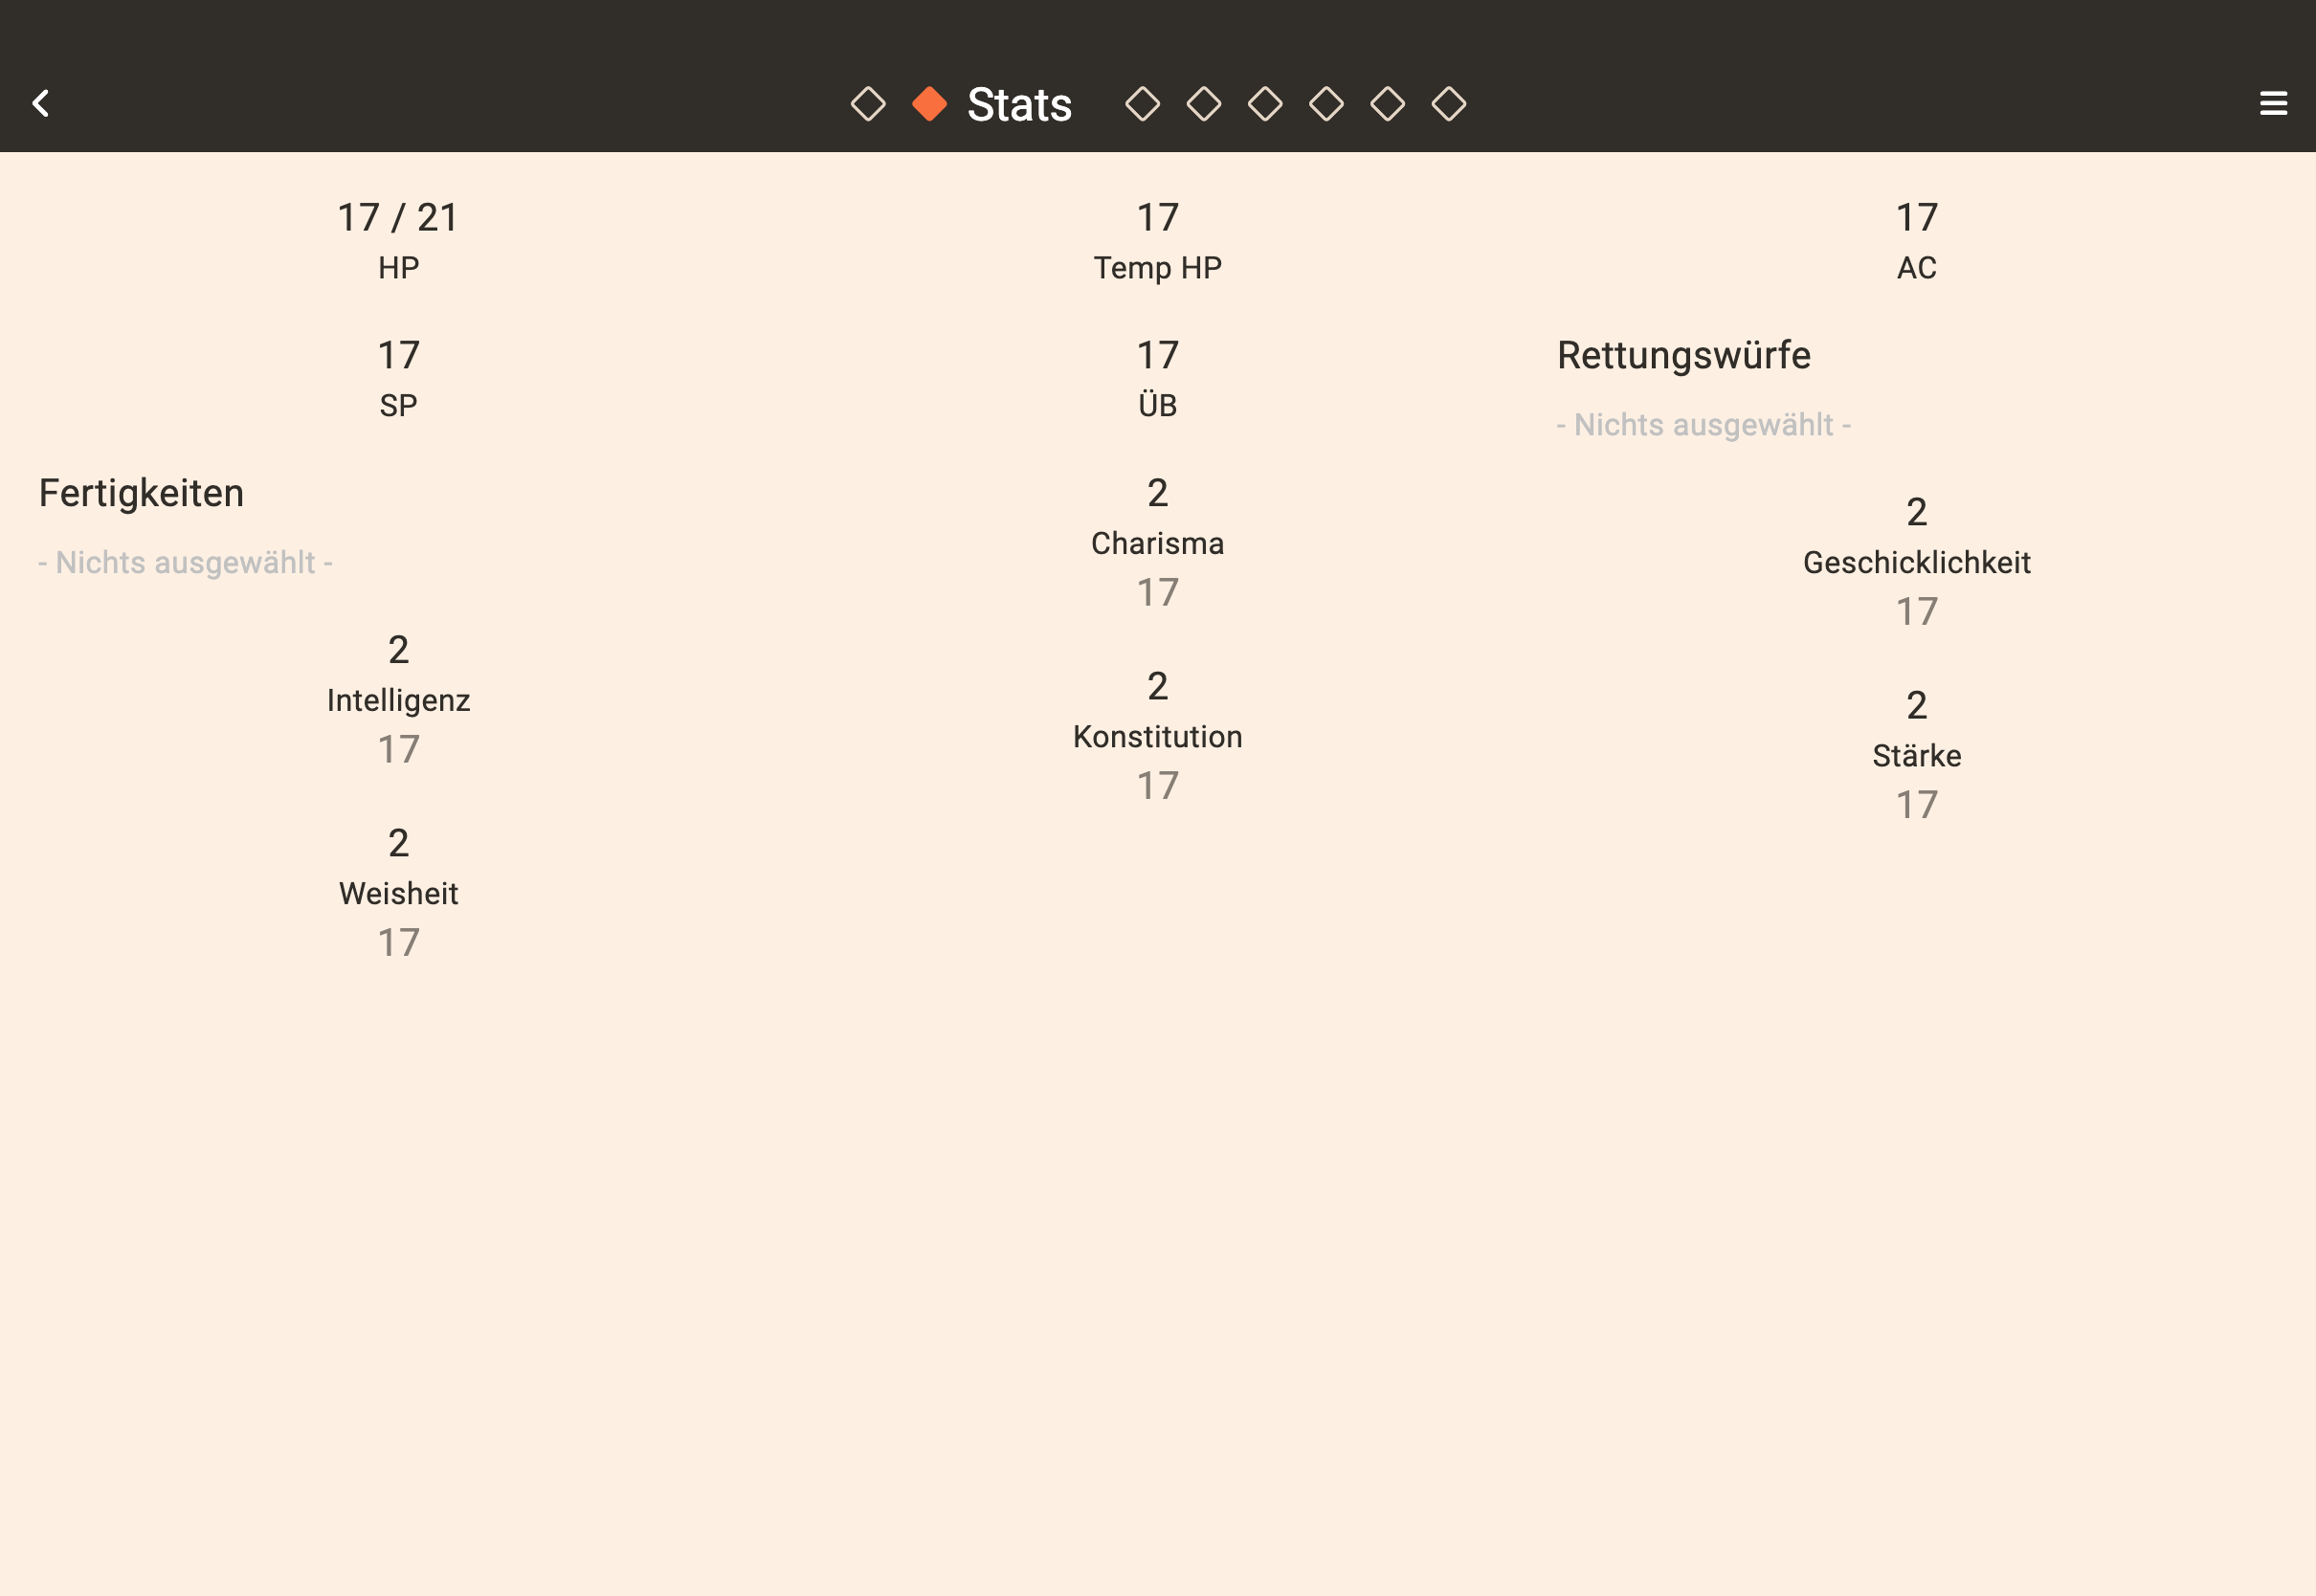 Stats
17 / 21
HP
17
Temp HP
17
AC
17
SP
17
ÜB
Rettungswürfe
- Nichts ausgewählt -
Fertigkeiten
- Nichts ausgewählt -
2
Charisma
17
2
Geschicklichkeit
17
2
Intelligenz
17
2
Konstitution
17
2
Stärke
17
2
Weisheit
17